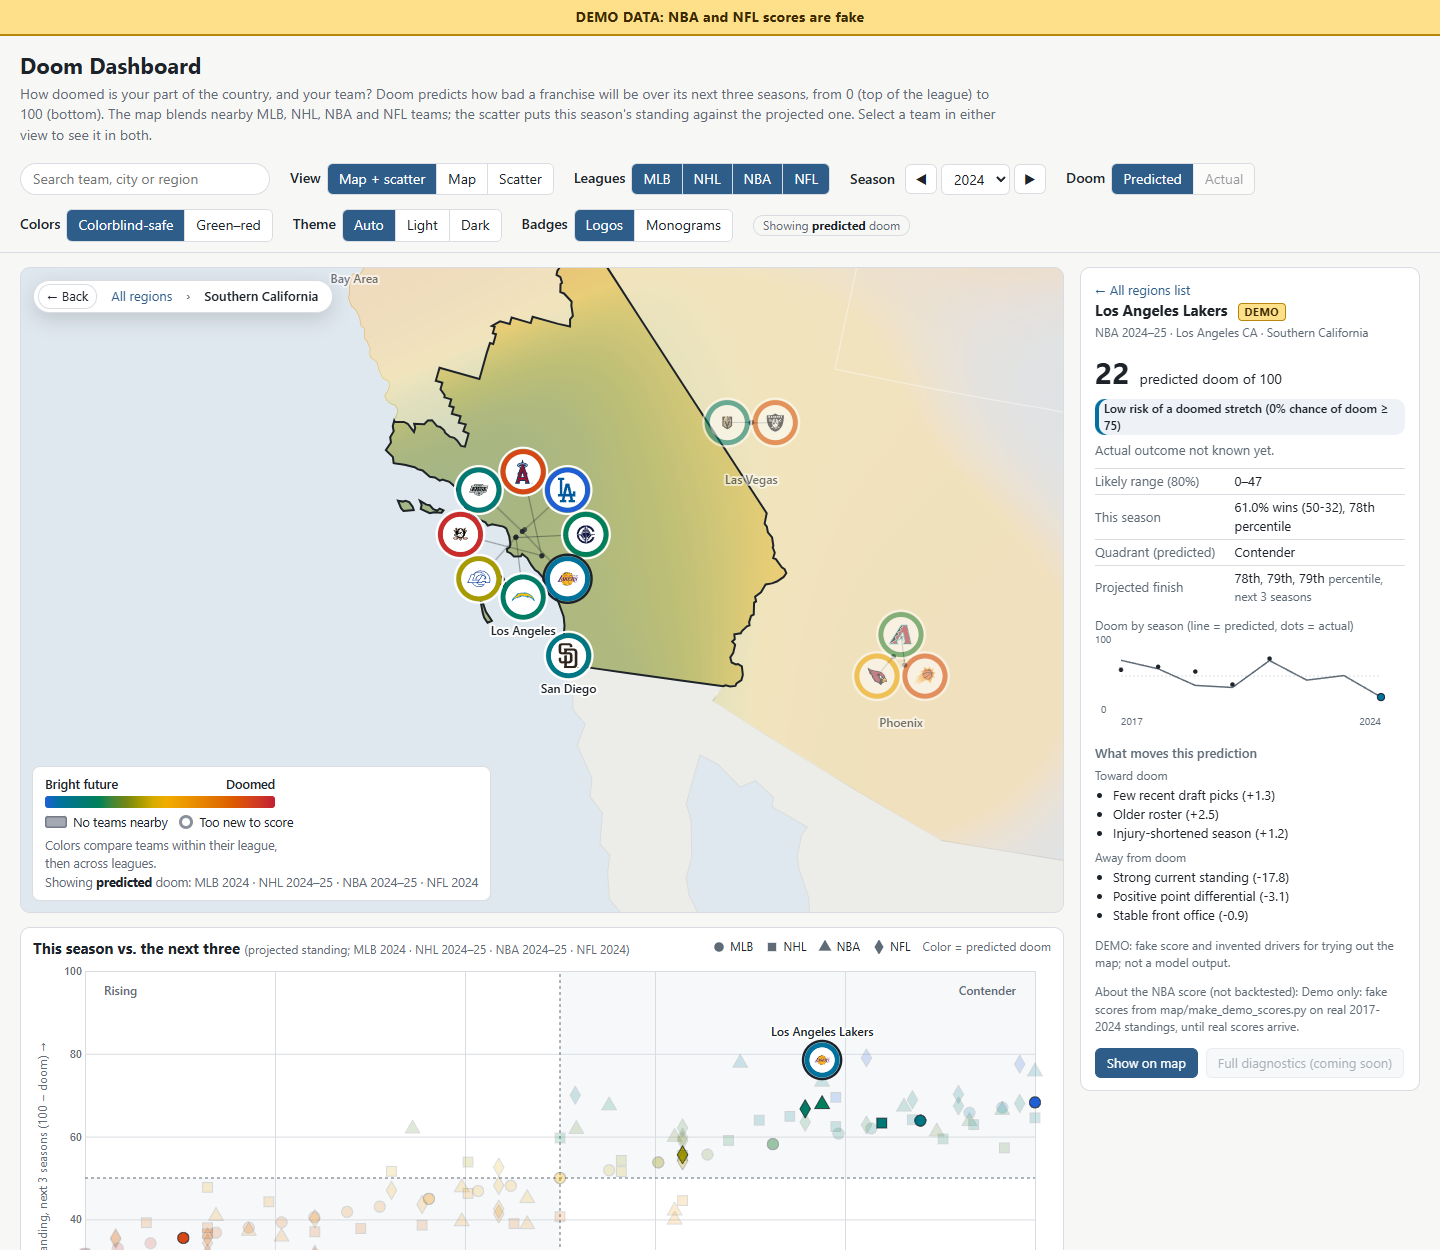 DEMO DATA: NBA and NFL scores are fake
Doom Dashboard
How doomed is your part of the country, and your team? Doom predicts how bad a franchise will be over its next three seasons, from 0 (top of the league) to
100 (bottom). The map blends nearby MLB, NHL, NBA and NFL teams; the scatter puts this season's standing against the projected one. Select a team in either
view to see it in both.
Search team, city or region
View Map + scatter Map Scatter
Leagues MLB NHL NBA NFL
Season ◀ 2024 ▶
Doom Predicted Actual
Colors Colorblind-safe Green–red
Theme Auto Light Dark
Badges Logos Monograms
Showing predicted doom
Bay Area
← Back All regions › Southern California
Las Vegas
Los Angeles
San Diego
Phoenix
Bright future Doomed
No teams nearby Too new to score
Colors compare teams within their league,
then across leagues.
Showing predicted doom: MLB 2024 · NHL 2024–25 · NBA 2024–25 · NFL 2024
← All regions list
Los Angeles Lakers DEMO
NBA 2024–25 · Los Angeles CA · Southern California
22 predicted doom of 100
Low risk of a doomed stretch (0% chance of doom ≥
75)
Actual outcome not known yet.
Likely range (80%) 0–47
This season 61.0% wins (50-32), 78th
percentile
Quadrant (predicted) Contender
Projected finish 78th, 79th, 79th percentile,
next 3 seasons
Doom by season (line = predicted, dots = actual)
100
0
2017 2024
What moves this prediction
Toward doom
• Few recent draft picks (+1.3)
• Older roster (+2.5)
• Injury-shortened season (+1.2)
Away from doom
• Strong current standing (-17.8)
• Positive point differential (-3.1)
• Stable front office (-0.9)
DEMO: fake score and invented drivers for trying out the
map; not a model output.
About the NBA score (not backtested): Demo only: fake
scores from map/make_demo_scores.py on real 2017-
2024 standings, until real scores arrive.
Show on map Full diagnostics (coming soon)
This season vs. the next three (projected standing; MLB 2024 · NHL 2024–25 · NBA 2024–25 · NFL 2024)
MLB NHL NBA NFL Color = predicted doom
100
Rising Contender
Los Angeles Lakers
80
60
40
anding, next 3 seasons (100 − doom) →